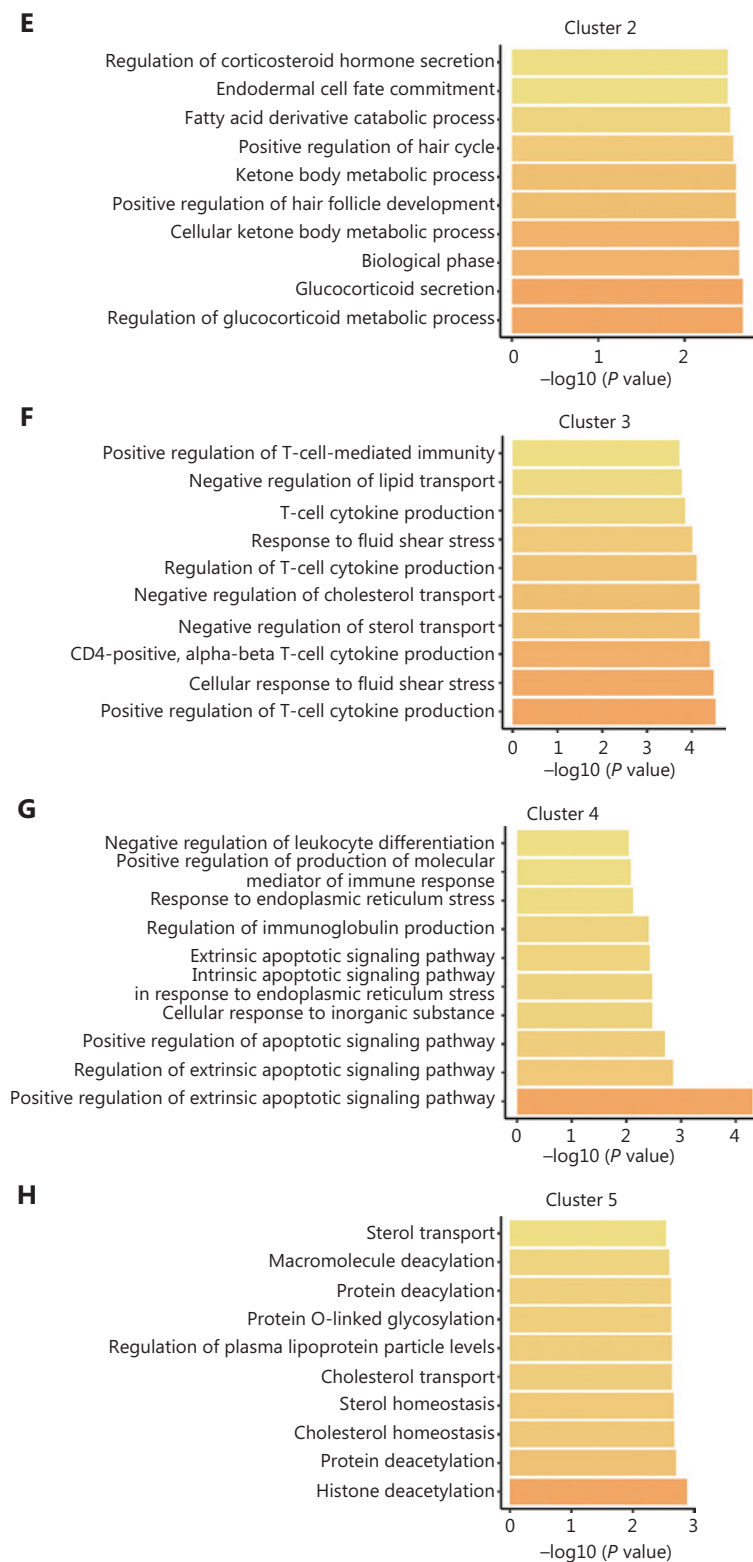 E
Cluster 2
Regulation of corticosteroid hormone secretion
Endodermal cell fate commitment
Fatty acid derivative catabolic process
Positive regulation of hair cycle
Ketone body metabolic process
Positive regulation of hair follicle development
Cellular ketone body metabolic process
Biological phase
Glucocorticoid secretion
Regulation of glucocorticoid metabolic process
0 1 2
–log10 (P value)
F
Cluster 3
Positive regulation of T-cell-mediated immunity
Negative regulation of lipid transport
T-cell cytokine production
Response to fluid shear stress
Regulation of T-cell cytokine production
Negative regulation of cholesterol transport
Negative regulation of sterol transport
CD4-positive, alpha-beta T-cell cytokine production
Cellular response to fluid shear stress
Positive regulation of T-cell cytokine production
0 1 2 3 4
–log10 (P value)
G
Cluster 4
Negative regulation of leukocyte differentiation
Positive regulation of production of molecular
mediator of immune response
Response to endoplasmic reticulum stress
Regulation of immunoglobulin production
Extrinsic apoptotic signaling pathway
Intrinsic apoptotic signaling pathway
in response to endoplasmic reticulum stress
Cellular response to inorganic substance
Positive regulation of apoptotic signaling pathway
Regulation of extrinsic apoptotic signaling pathway
Positive regulation of extrinsic apoptotic signaling pathway
0 1 2 3 4
–log10 (P value)
H
Cluster 5
Sterol transport
Macromolecule deacylation
Protein deacylation
Protein O-linked glycosylation
Regulation of plasma lipoprotein particle levels
Cholesterol transport
Sterol homeostasis
Cholesterol homeostasis
Protein deacetylation
Histone deacetylation
0 1 2 3
–log10 (P value)